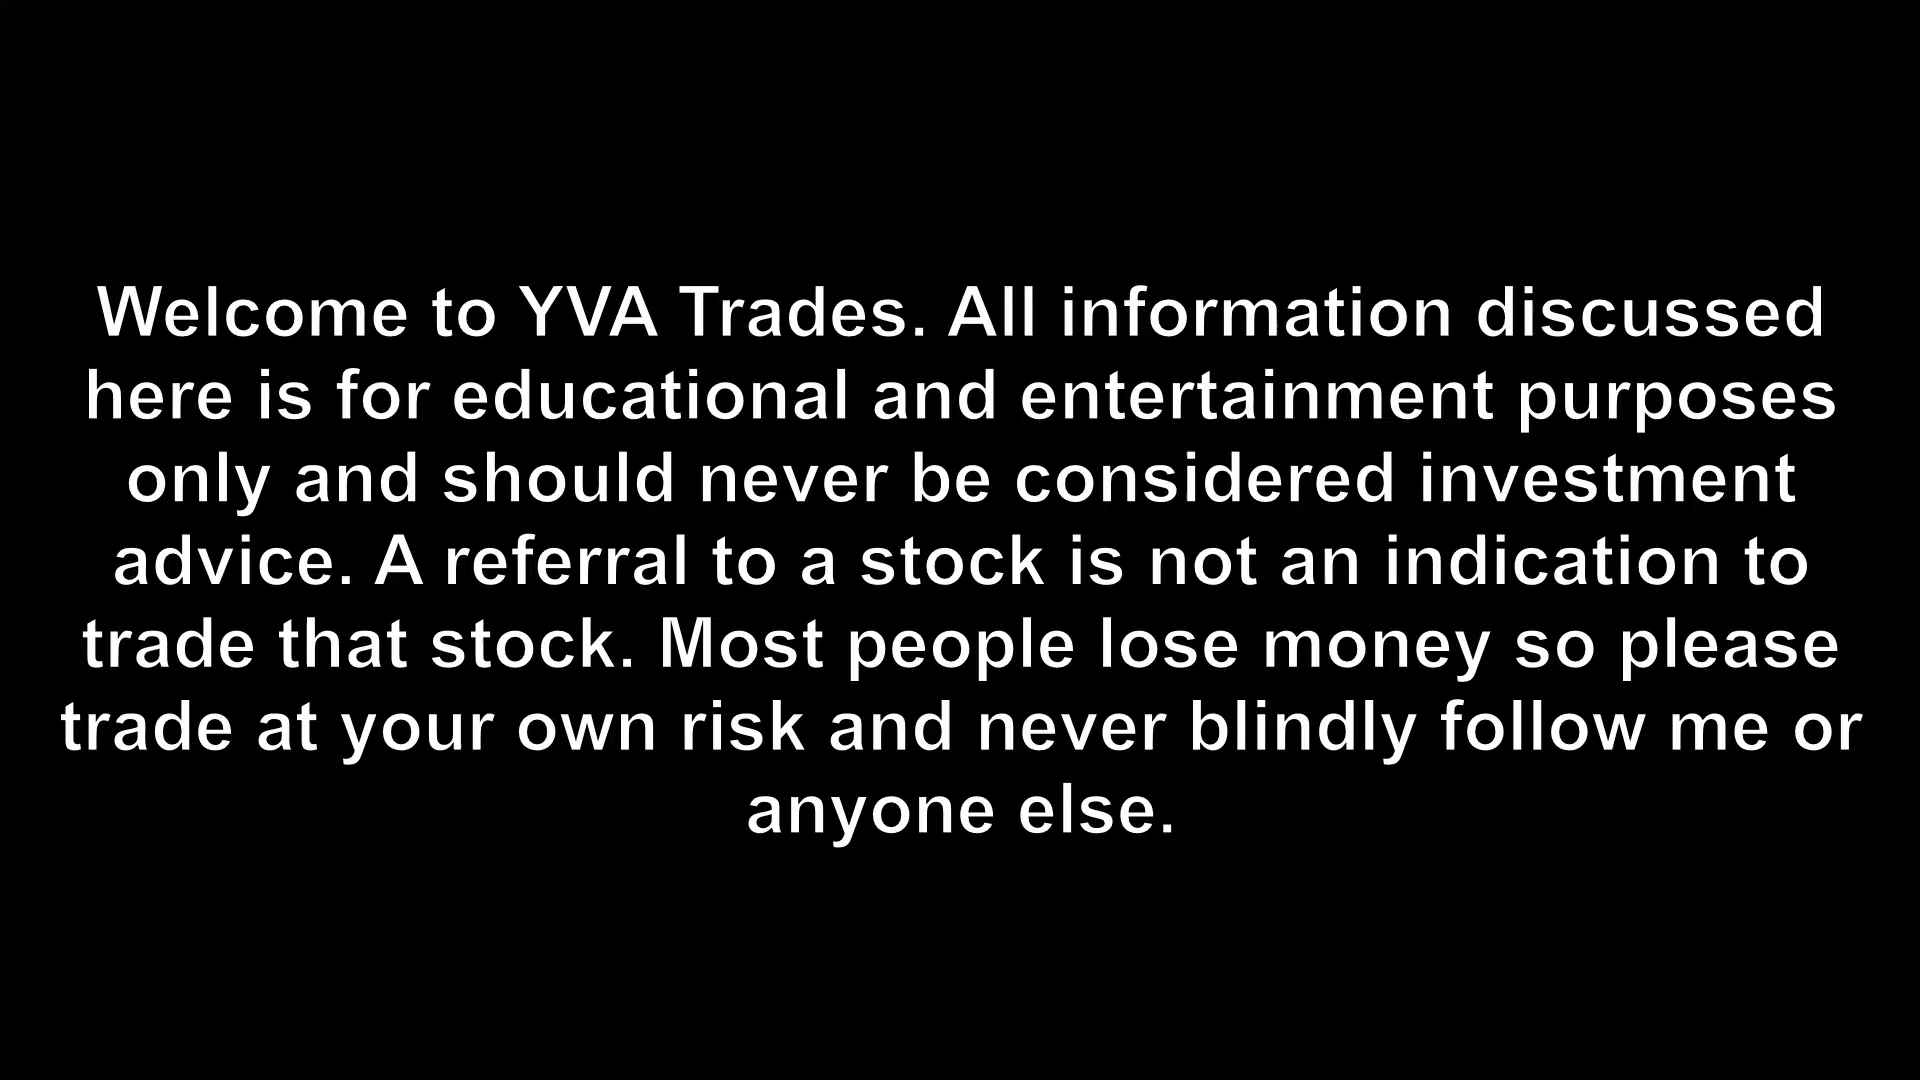 Welcome to YVA Trades. All information discussed
here is for educational and entertainment purposes
only and should never be considered investment
advice. A referral to a stock is not an indication to
trade that stock. Most people lose money so please
trade at your own risk and never blindly follow me or
anyone else.